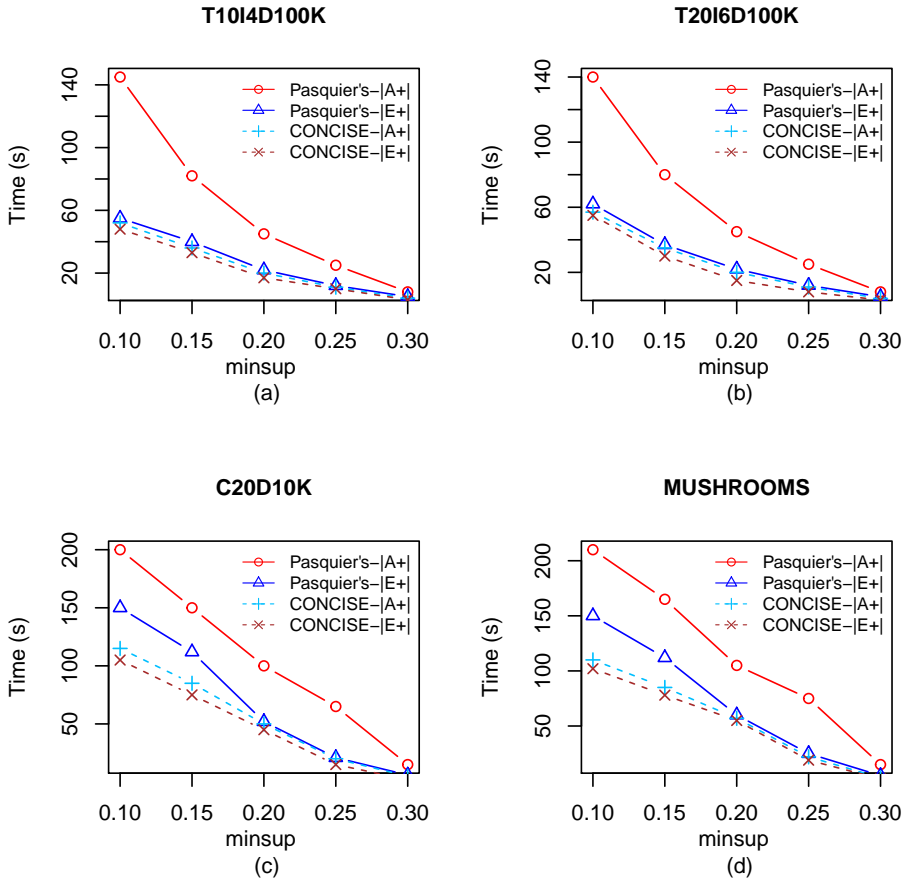 T10I4D100K
Time (s)
140
100
60
20
Pasquier's−|A+|
Pasquier's−|E+|
CONCISE−|A+|
CONCISE−|E+|
0.10 0.15 0.20 0.25 0.30
minsup
(a)
T20I6D100K
Time (s)
140
100
60
20
Pasquier's−|A+|
Pasquier's−|E+|
CONCISE−|A+|
CONCISE−|E+|
0.10 0.15 0.20 0.25 0.30
minsup
(b)
C20D10K
Time (s)
200
150
100
50
Pasquier's−|A+|
Pasquier's−|E+|
CONCISE−|A+|
CONCISE−|E+|
0.10 0.15 0.20 0.25 0.30
minsup
(c)
MUSHROOMS
Time (s)
200
150
100
50
Pasquier's−|A+|
Pasquier's−|E+|
CONCISE−|A+|
CONCISE−|E+|
0.10 0.15 0.20 0.25 0.30
minsup
(d)